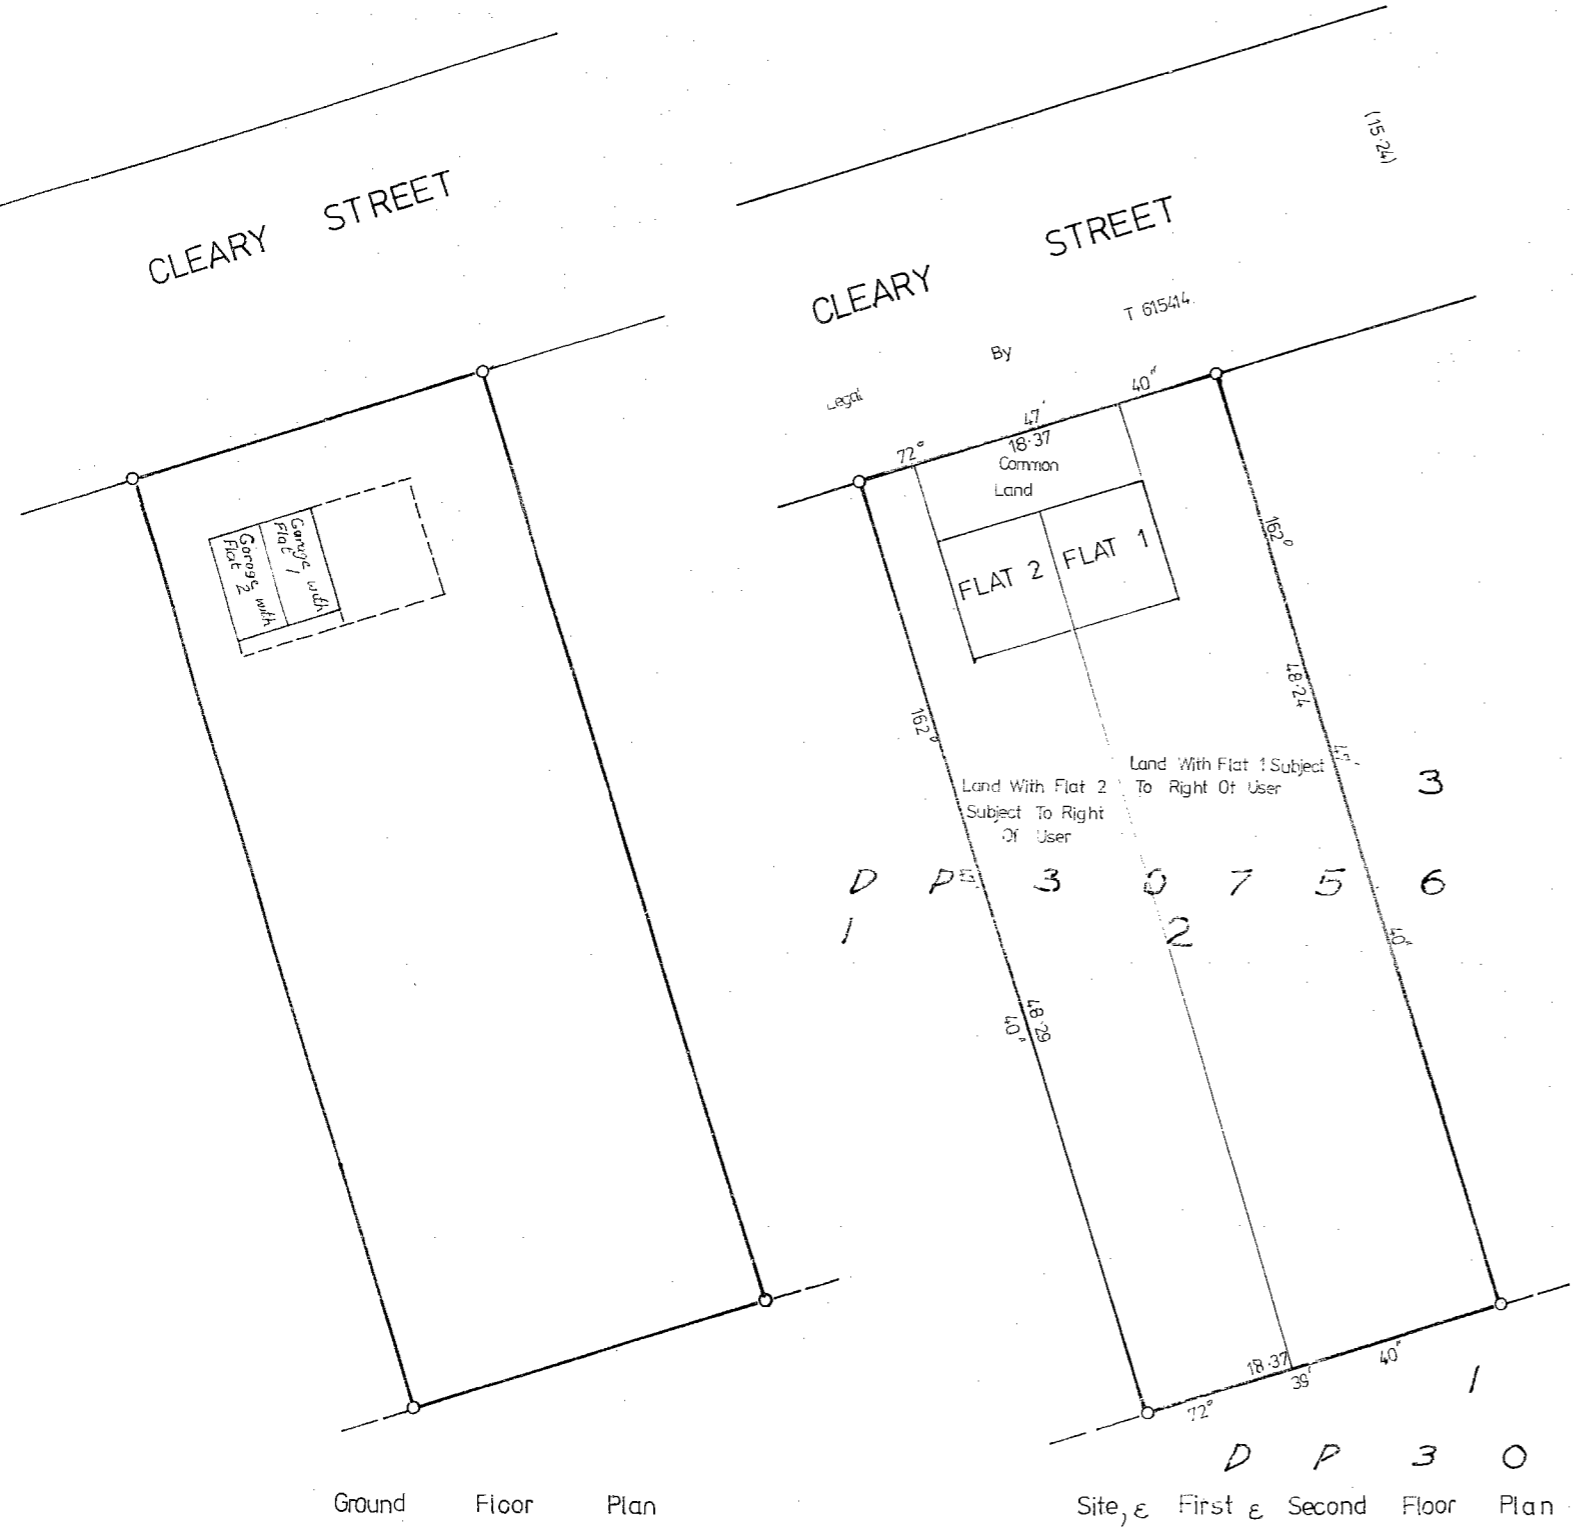 CLEARY STREET
Garage with
Flat 1
Garage with
Flat 2
Ground Floor Plan
(15·24)
CLEARY STREET
Legal By T 615414
72° 47' 40"
18·37
Common
Land
FLAT 2 FLAT 1
162°
48·24
40"
162°
48·29
40"
Land With Flat 1 Subject
To Right Of User
Land With Flat 2
Subject To Right
Of User
3
D P 3 0 7 5 6
1 2
18·37
72° 39' 40"
1
D P 3 0
Site, & First & Second Floor Plan